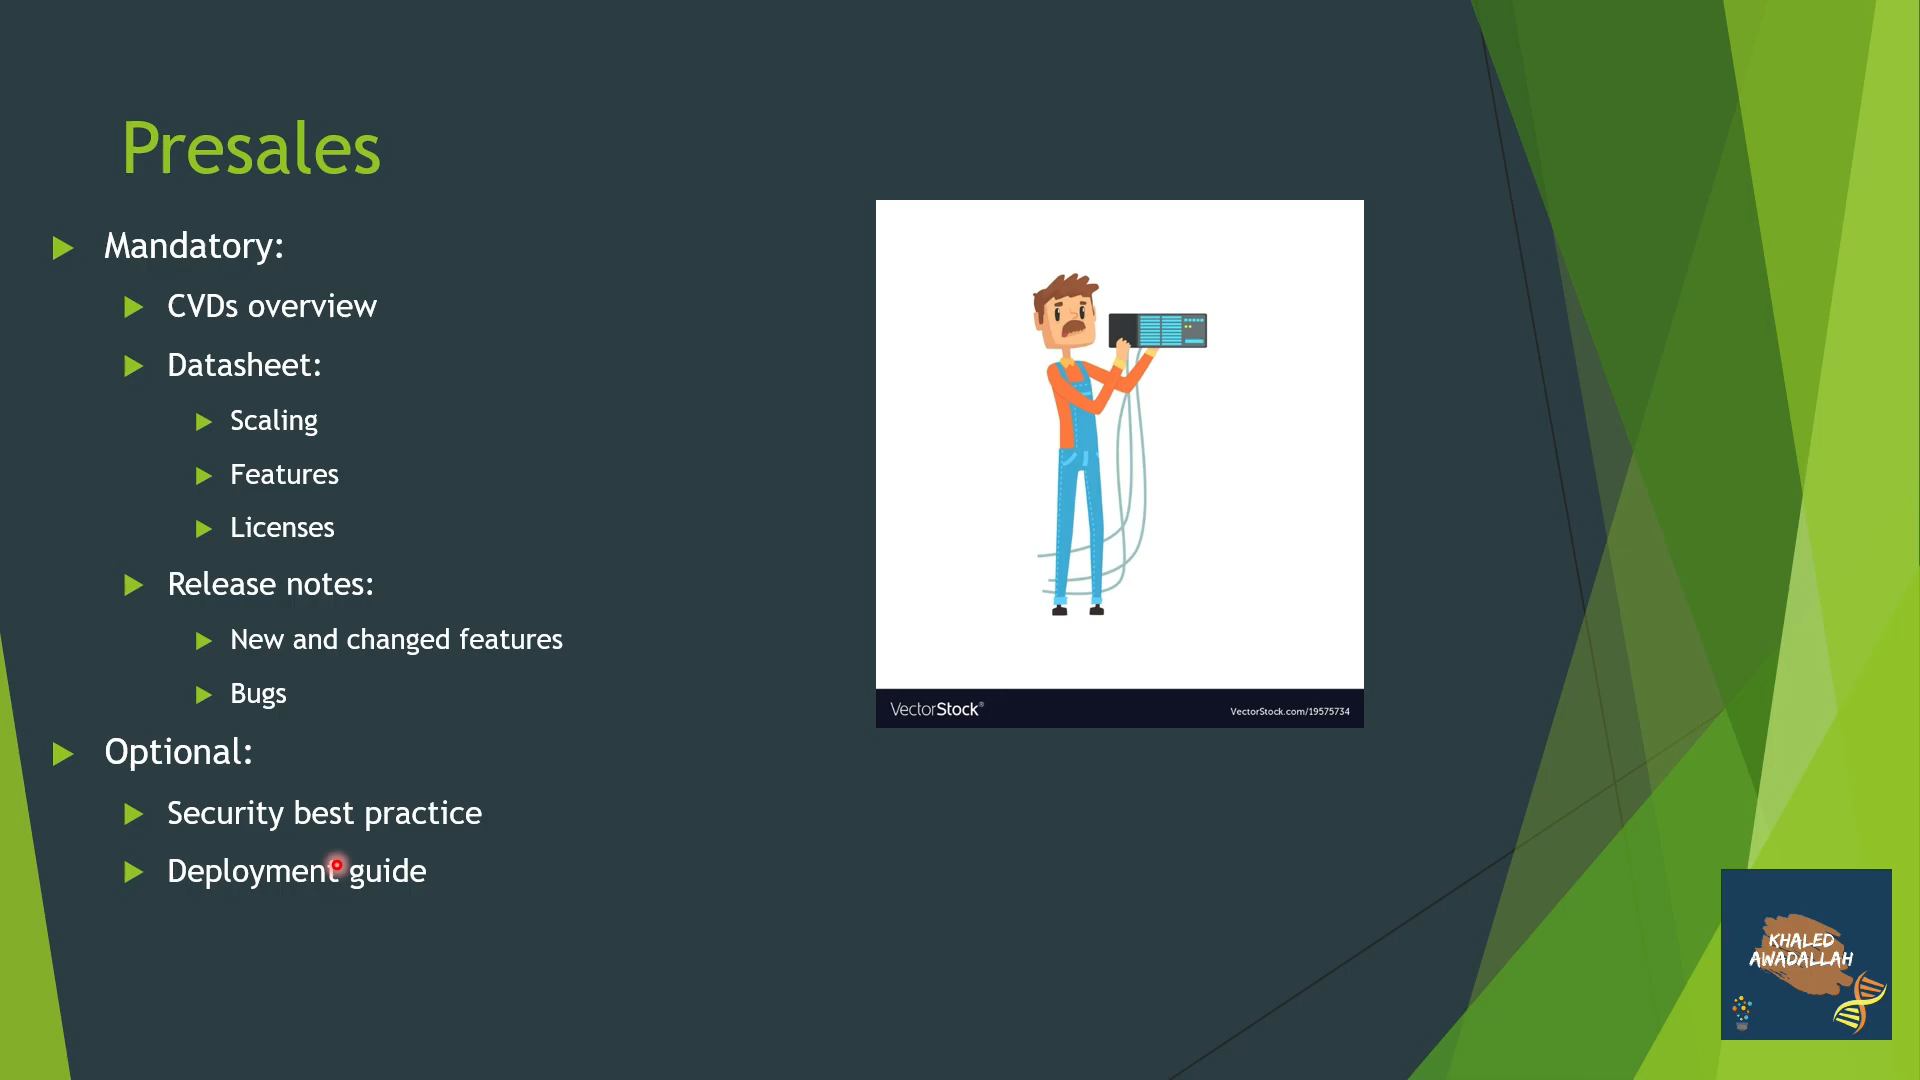 Presales
Mandatory:
CVDs overview
Datasheet:
Scaling
Features
Licenses
Release notes:
New and changed features
Bugs
Optional:
Security best practice
Deployment guide
VectorStock®
VectorStock.com/19575734
KHALED
AWADALLAH